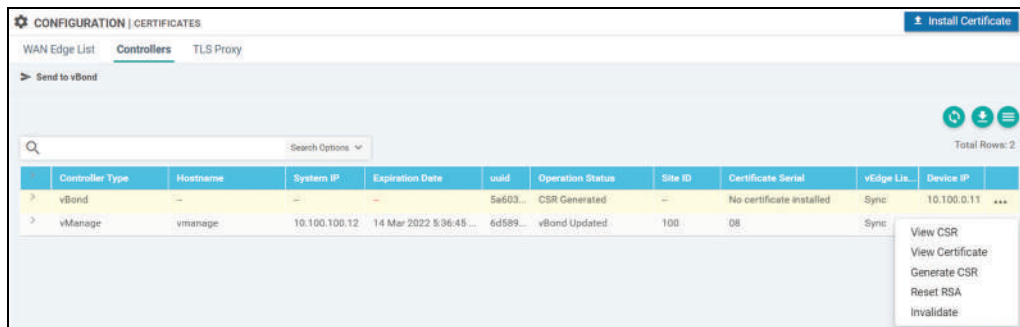 CONFIGURATION | CERTIFICATES
Install Certificate
WAN Edge List Controllers TLS Proxy
Send to vBond
Search Options
Total Rows: 2
Controller Type Hostname System IP Expiration Date uuid Operation Status Site ID Certificate Serial vEdge Lis... Device IP
vBond -- -- -- 5a603... CSR Generated -- No certificate installed Sync 10.100.0.11 ...
vManage vmanage 10.100.100.12 14 Mar 2022 5:36:45 ... 6d589... vBond Updated 100 08 Sync
View CSR
View Certificate
Generate CSR
Reset RSA
Invalidate